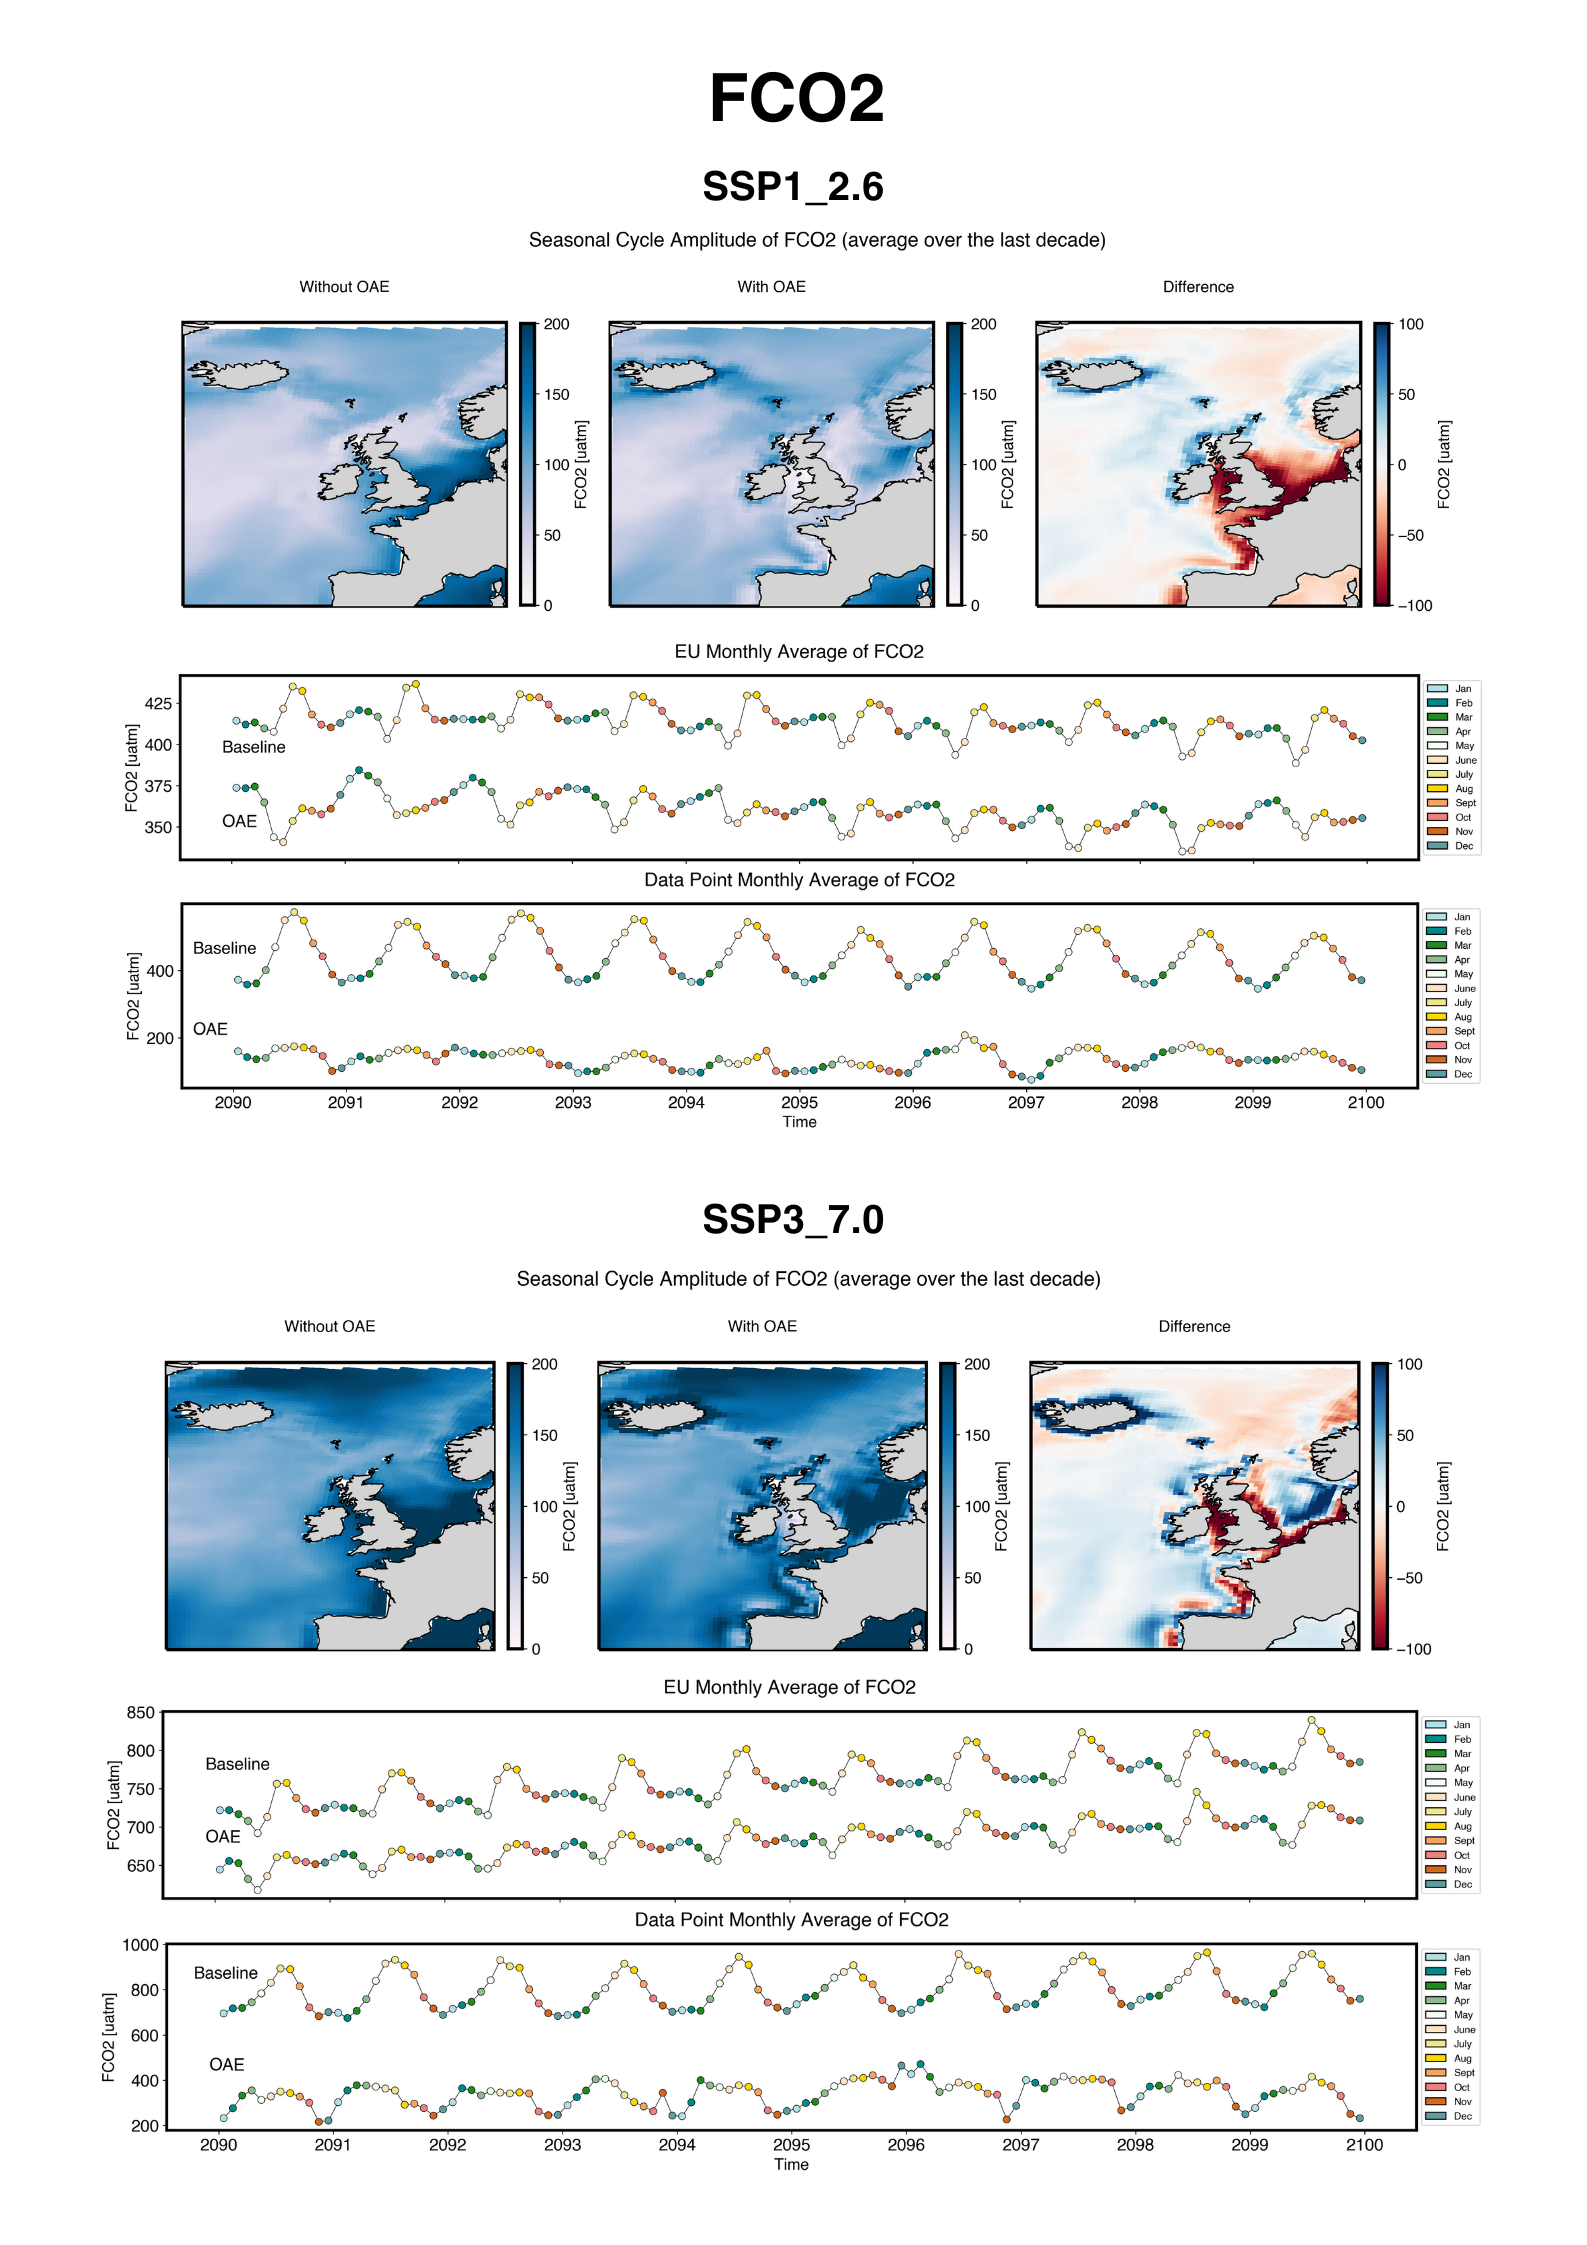 FCO2
SSP1_2.6
Seasonal Cycle Amplitude of FCO2 (average over the last decade)
Without OAE
With OAE
Difference
200
150
100
50
0
FCO2 [uatm]
200
150
100
50
0
FCO2 [uatm]
100
50
0
−50
−100
FCO2 [uatm]
EU Monthly Average of FCO2
425
400
375
350
FCO2 [uatm]
Baseline
OAE
Jan
Feb
Mar
Apr
May
June
July
Aug
Sept
Oct
Nov
Dec
Data Point Monthly Average of FCO2
400
200
FCO2 [uatm]
Baseline
OAE
Jan
Feb
Mar
Apr
May
June
July
Aug
Sept
Oct
Nov
Dec
2090 2091 2092 2093 2094 2095 2096 2097 2098 2099 2100
Time
SSP3_7.0
Seasonal Cycle Amplitude of FCO2 (average over the last decade)
Without OAE
With OAE
Difference
200
150
100
50
0
FCO2 [uatm]
200
150
100
50
0
FCO2 [uatm]
100
50
0
−50
−100
FCO2 [uatm]
EU Monthly Average of FCO2
850
800
750
700
650
FCO2 [uatm]
Baseline
OAE
Jan
Feb
Mar
Apr
May
June
July
Aug
Sept
Oct
Nov
Dec
Data Point Monthly Average of FCO2
1000
800
600
400
200
FCO2 [uatm]
Baseline
OAE
Jan
Feb
Mar
Apr
May
June
July
Aug
Sept
Oct
Nov
Dec
2090 2091 2092 2093 2094 2095 2096 2097 2098 2099 2100
Time